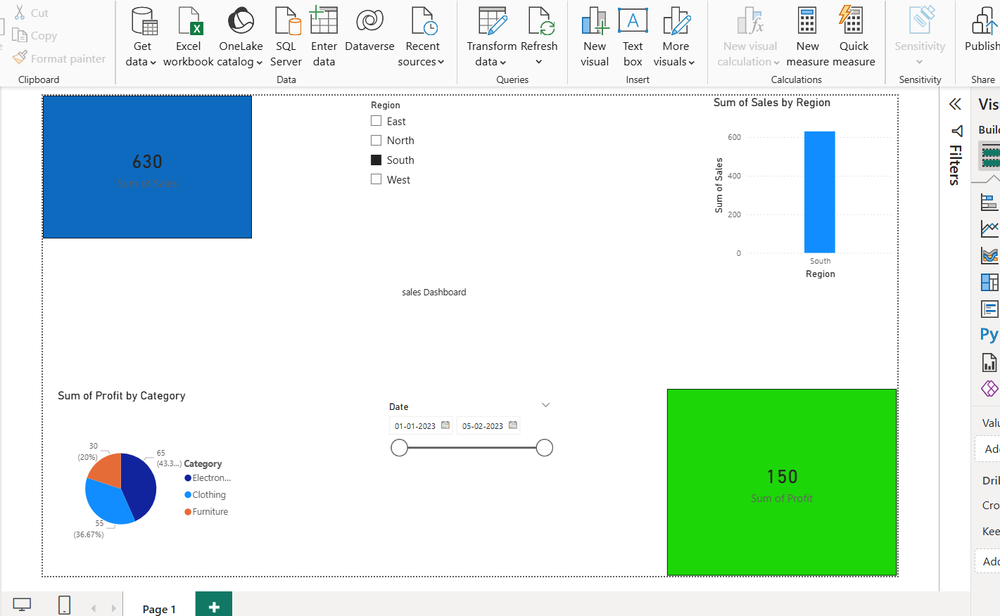 Cut
Copy
Format painter
Clipboard
Get data
Excel workbook
OneLake catalog
SQL Server
Enter data
Dataverse
Recent sources
Data
Transform data
Refresh
Queries
New visual
Text box
More visuals
Insert
New visual calculation
New measure
Quick measure
Calculations
Sensitivity
Sensitivity
Publish
Share
630
Sum of Sales
Region
East
North
South
West
Sum of Sales by Region
Sum of Sales
600
400
200
0
South
Region
sales Dashboard
Sum of Profit by Category
30
(20%)
65
(43.3...)
55
(36.67%)
Category
Electron...
Clothing
Furniture
Date
01-01-2023
05-02-2023
150
Sum of Profit
Filters
Vis
Build
Py
Valu
Add
Dril
Cro
Kee
Add
Page 1